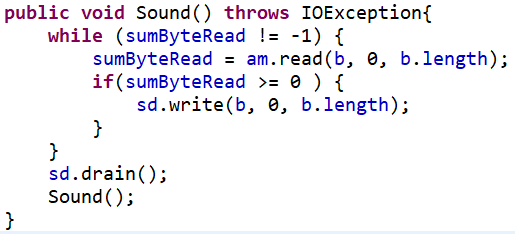 public void Sound() throws IOException{
    while (sumByteRead != -1) {
        sumByteRead = am.read(b, 0, b.length);
        if(sumByteRead >= 0 ) {
            sd.write(b, 0, b.length);
        }
    }
    sd.drain();
    Sound();
}